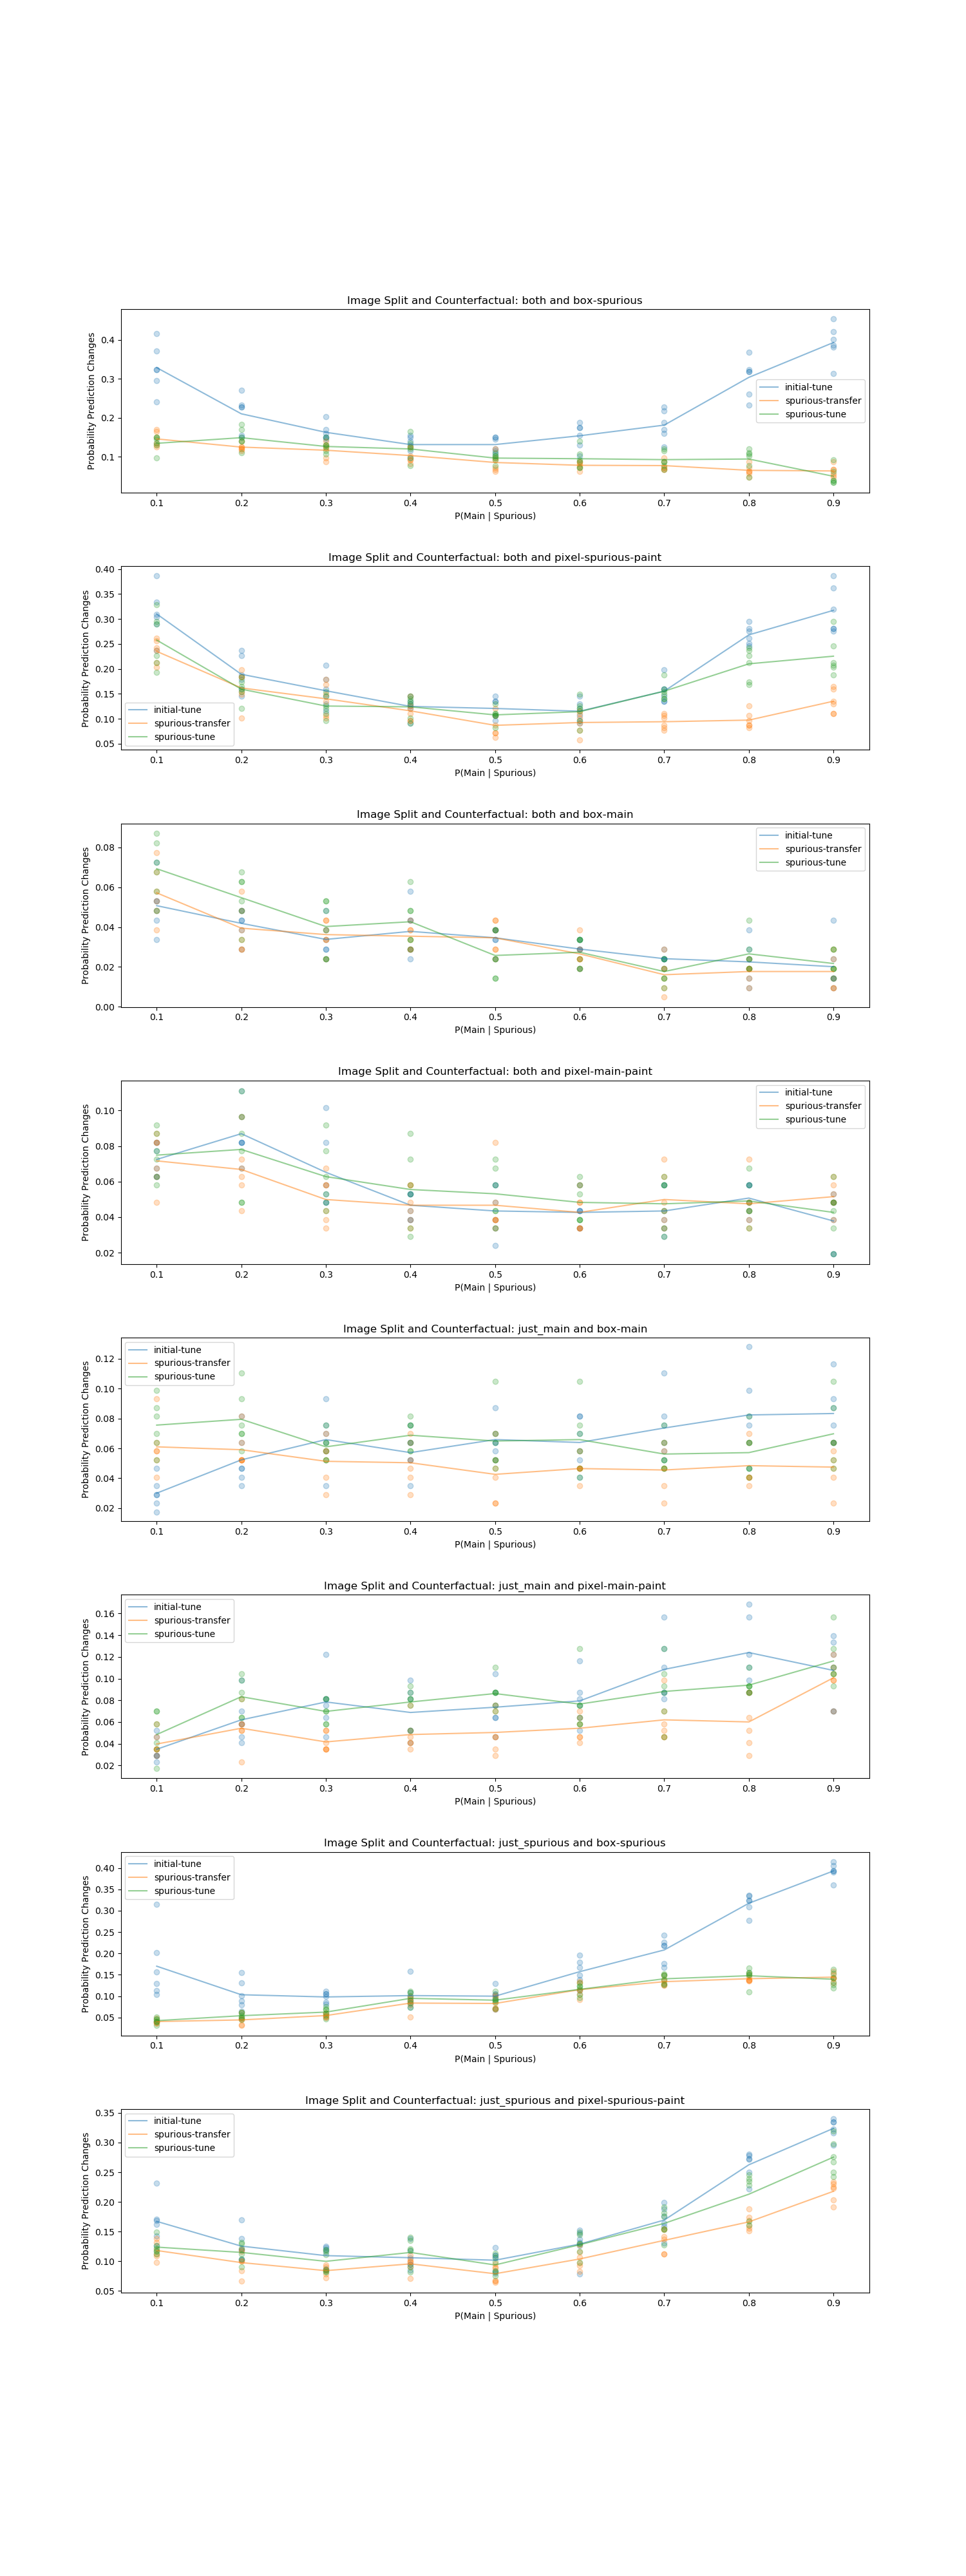 Image Split and Counterfactual: both and box-spurious
Probability Prediction Changes
0.4
0.3
0.2
0.1
initial-tune
spurious-transfer
spurious-tune
0.1 0.2 0.3 0.4 0.5 0.6 0.7 0.8 0.9
P(Main | Spurious)
Image Split and Counterfactual: both and pixel-spurious-paint
Probability Prediction Changes
0.40
0.35
0.30
0.25
0.20
0.15
0.10
0.05
initial-tune
spurious-transfer
spurious-tune
0.1 0.2 0.3 0.4 0.5 0.6 0.7 0.8 0.9
P(Main | Spurious)
Image Split and Counterfactual: both and box-main
Probability Prediction Changes
0.08
0.06
0.04
0.02
0.00
initial-tune
spurious-transfer
spurious-tune
0.1 0.2 0.3 0.4 0.5 0.6 0.7 0.8 0.9
P(Main | Spurious)
Image Split and Counterfactual: both and pixel-main-paint
Probability Prediction Changes
0.10
0.08
0.06
0.04
0.02
initial-tune
spurious-transfer
spurious-tune
0.1 0.2 0.3 0.4 0.5 0.6 0.7 0.8 0.9
P(Main | Spurious)
Image Split and Counterfactual: just_main and box-main
Probability Prediction Changes
0.12
0.10
0.08
0.06
0.04
0.02
initial-tune
spurious-transfer
spurious-tune
0.1 0.2 0.3 0.4 0.5 0.6 0.7 0.8 0.9
P(Main | Spurious)
Image Split and Counterfactual: just_main and pixel-main-paint
Probability Prediction Changes
0.16
0.14
0.12
0.10
0.08
0.06
0.04
0.02
initial-tune
spurious-transfer
spurious-tune
0.1 0.2 0.3 0.4 0.5 0.6 0.7 0.8 0.9
P(Main | Spurious)
Image Split and Counterfactual: just_spurious and box-spurious
Probability Prediction Changes
0.40
0.35
0.30
0.25
0.20
0.15
0.10
0.05
initial-tune
spurious-transfer
spurious-tune
0.1 0.2 0.3 0.4 0.5 0.6 0.7 0.8 0.9
P(Main | Spurious)
Image Split and Counterfactual: just_spurious and pixel-spurious-paint
Probability Prediction Changes
0.35
0.30
0.25
0.20
0.15
0.10
0.05
initial-tune
spurious-transfer
spurious-tune
0.1 0.2 0.3 0.4 0.5 0.6 0.7 0.8 0.9
P(Main | Spurious)